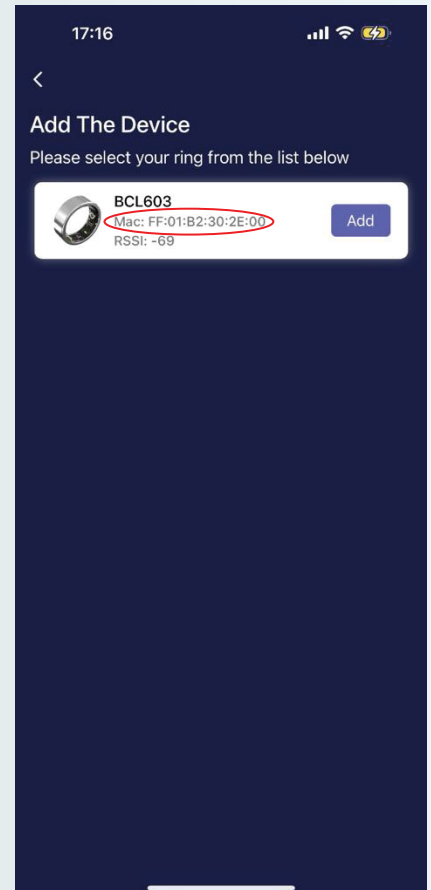 17:16
Add The Device
Please select your ring from the list below
BCL603
Mac: FF:01:B2:30:2E:00
Add
RSSI: -69